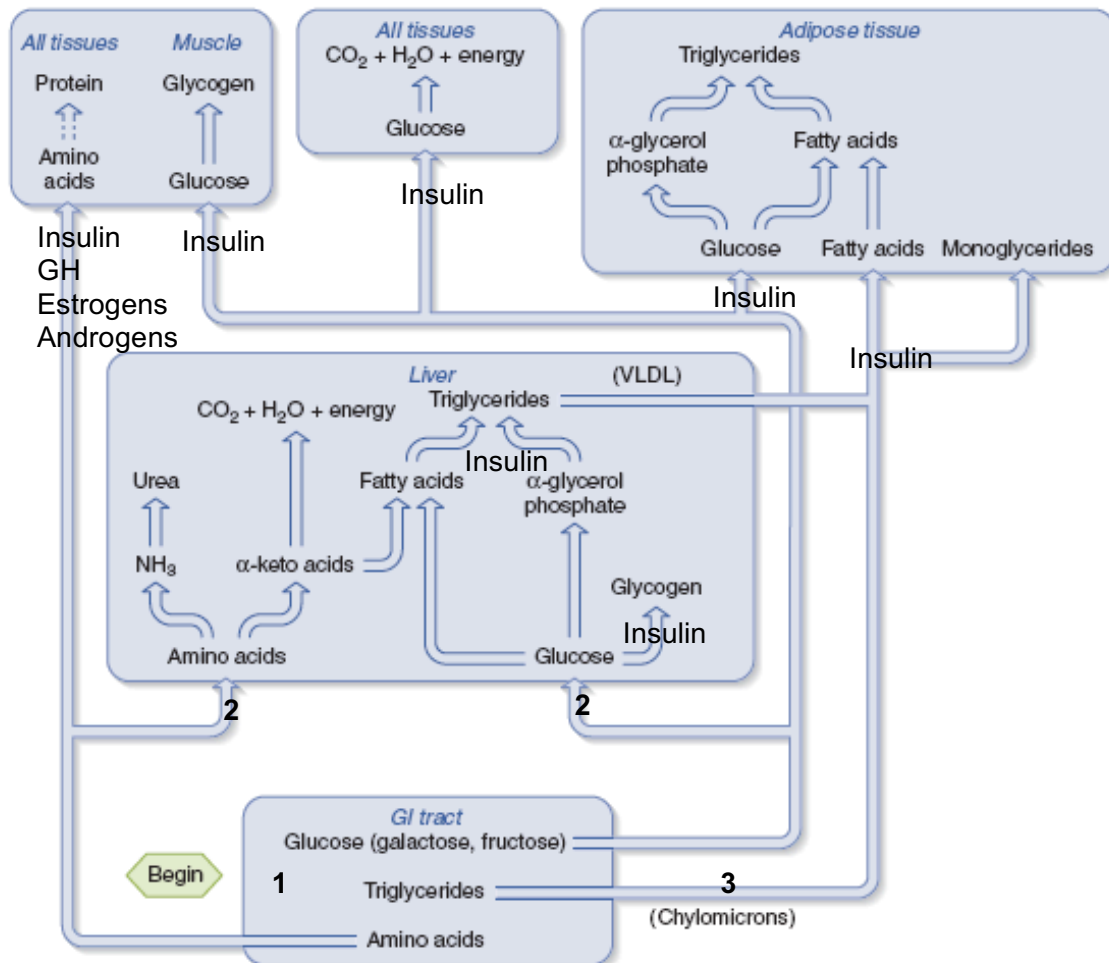 All tissues
Muscle
Protein
Glycogen
Amino
acids
Glucose
Insulin
GH
Estrogens
Androgens
Insulin
All tissues
CO₂ + H₂O + energy
Glucose
Insulin
Adipose tissue
Triglycerides
α-glycerol
phosphate
Fatty acids
Glucose
Fatty acids
Monoglycerides
Insulin
Insulin
Liver
(VLDL)
CO₂ + H₂O + energy
Triglycerides
Insulin
Urea
Fatty acids
α-glycerol
phosphate
NH₃
α-keto acids
Glycogen
Insulin
Amino acids
Glucose
2
2
GI tract
Glucose (galactose, fructose)
Begin
1
Triglycerides
3
(Chylomicrons)
Amino acids